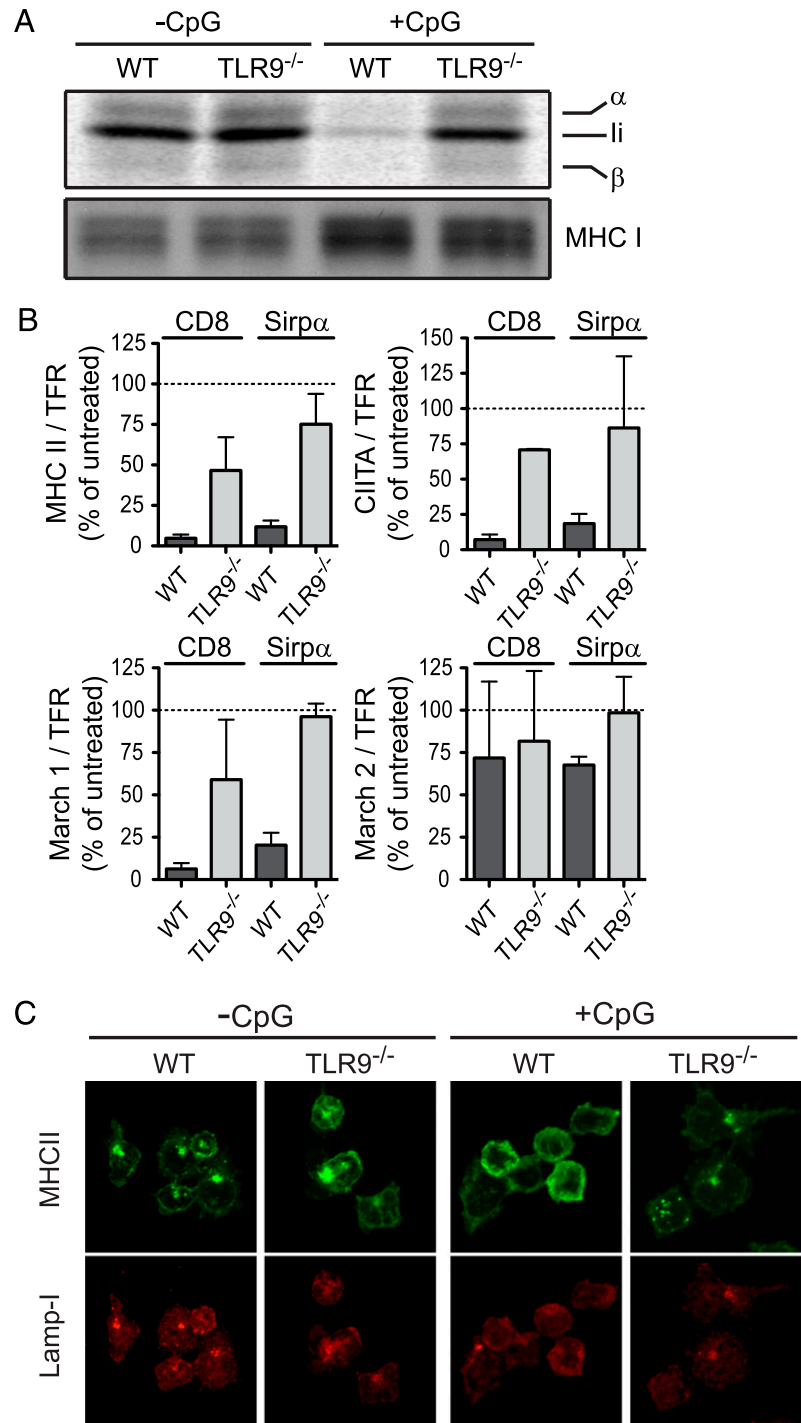 A
-CpG +CpG
WT TLR9-/- WT TLR9-/-
α
Ii
β
MHC I
B
CD8 Sirpα
MHC II / TFR
(% of untreated)
125
100
75
50
25
0
WT TLR9-/- WT TLR9-/-
CD8 Sirpα
CIITA / TFR
(% of untreated)
150
125
100
75
50
25
0
WT TLR9-/- WT TLR9-/-
CD8 Sirpα
March 1 / TFR
(% of untreated)
125
100
75
50
25
0
WT TLR9-/- WT TLR9-/-
CD8 Sirpα
March 2 / TFR
(% of untreated)
125
100
75
50
25
0
WT TLR9-/- WT TLR9-/-
C
-CpG +CpG
WT TLR9-/- WT TLR9-/-
MHCII
Lamp-I